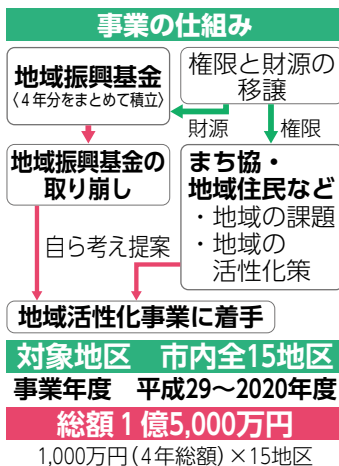 事業の仕組み
地域振興基金
〈4年分をまとめて積立〉
権限と財源の
移譲
財源
権限
地域振興基金の
取り崩し
まち協・
地域住民など
・地域の課題
・地域の
活性化策
自ら考え提案
地域活性化事業に着手
対象地区 市内全15地区
事業年度 平成29～2020年度
総額1億5,000万円
1,000万円(4年総額)×15地区